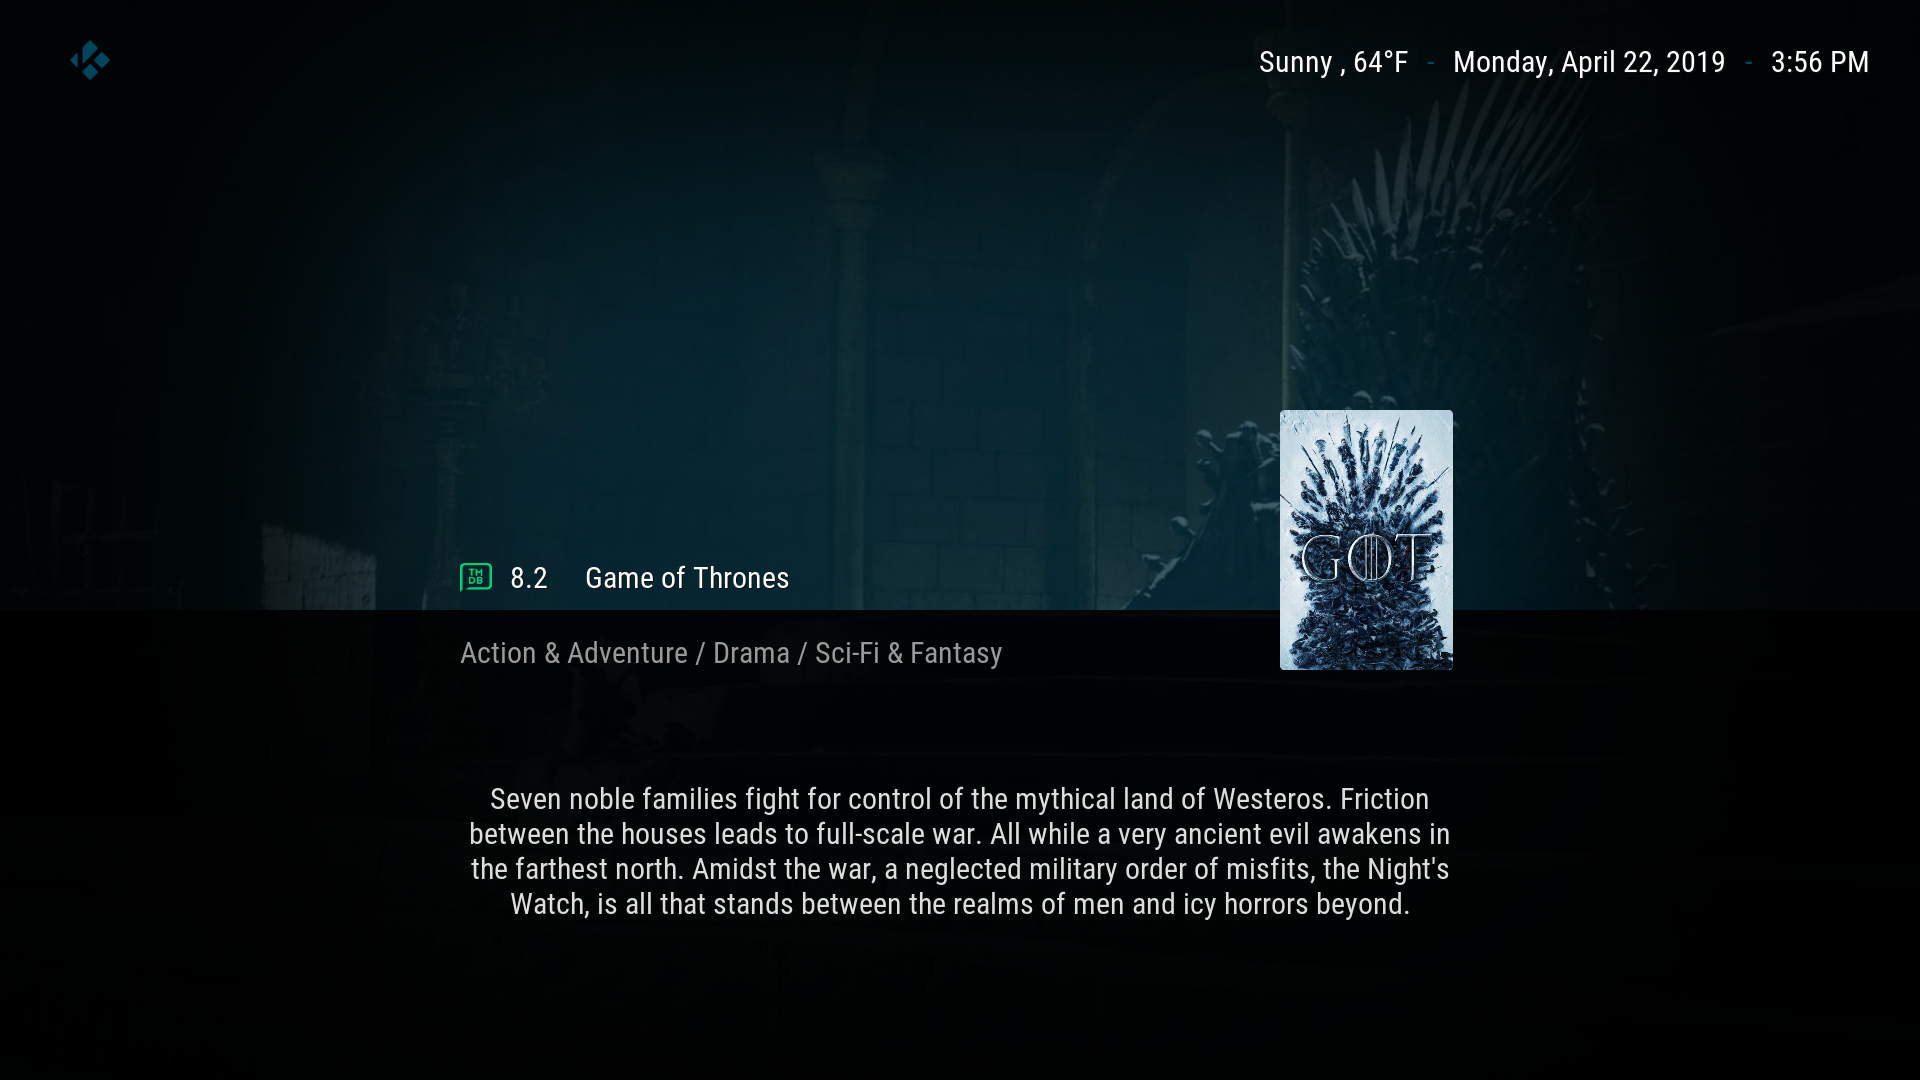 Sunny , 64°F - Monday, April 22, 2019 - 3:56 PM
GOT
TM
DB
8.2 Game of Thrones
Action & Adventure / Drama / Sci-Fi & Fantasy
Seven noble families fight for control of the mythical land of Westeros. Friction
between the houses leads to full-scale war. All while a very ancient evil awakens in
the farthest north. Amidst the war, a neglected military order of misfits, the Night's
Watch, is all that stands between the realms of men and icy horrors beyond.